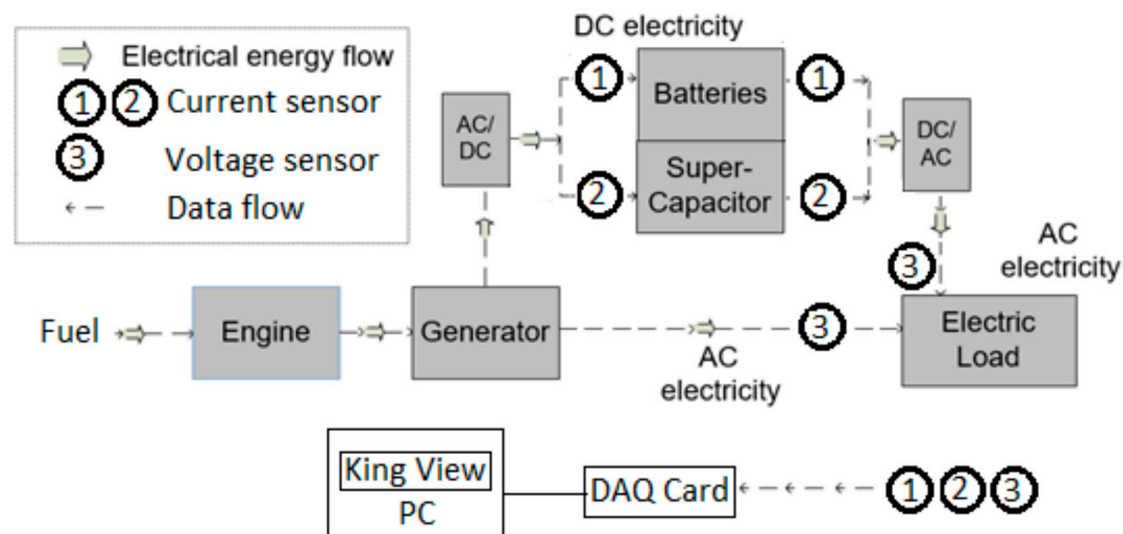 Electrical energy flow
1 2 Current sensor
3 Voltage sensor
Data flow
DC electricity
AC/
DC
1
Batteries
1
2
Super-
Capacitor
2
DC/
AC
3
AC
electricity
Fuel
Engine
Generator
3
AC
electricity
Electric
Load
King View
PC
DAQ Card
1 2 3